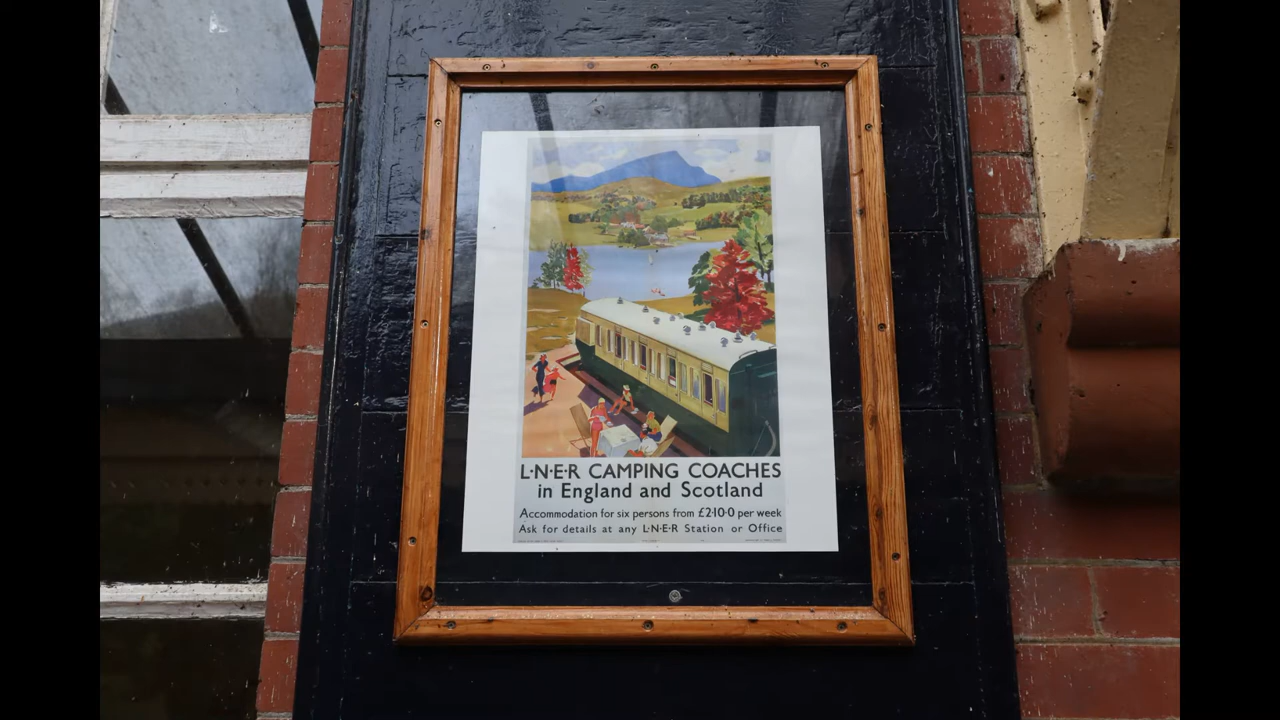 L·N·E·R CAMPING COACHES
in England and Scotland
Accommodation for six persons from £2·10·0 per week
Ask for details at any L·N·E·R Station or Office